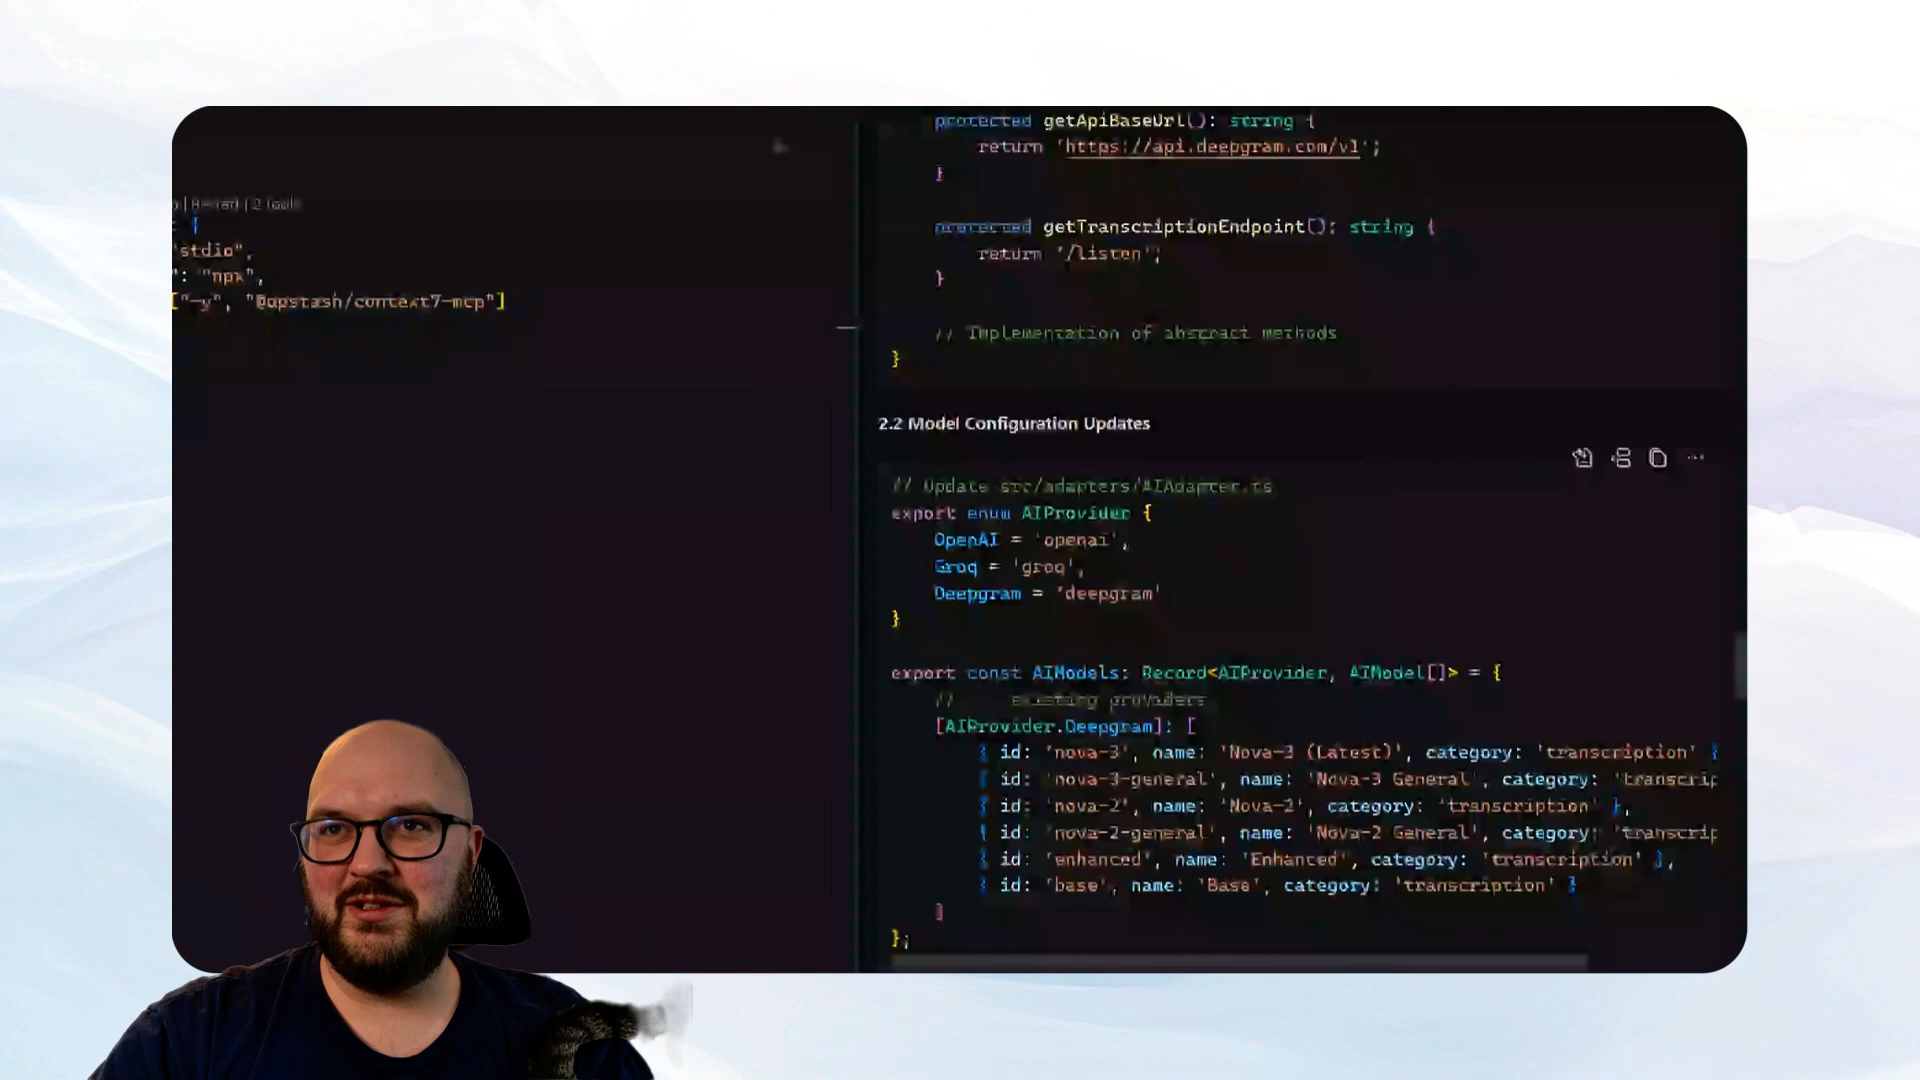 "stdio",
": "npx",
["-y", "@upstash/context7-mcp"]
protected getApiBaseUrl(): string {
return 'https://api.deepgram.com/v1';
}
protected getTranscriptionEndpoint(): string {
return '/listen';
}
// Implementation of abstract methods
}
2.2 Model Configuration Updates
// Update src/adapters/AIAdapter.ts
export enum AIProvider {
OpenAI = 'openai',
Groq = 'groq',
Deepgram = 'deepgram'
}
export const AIModels: Record<AIProvider, AIModel[]> = {
// existing providers
[AIProvider.Deepgram]: [
{ id: 'nova-3', name: 'Nova-3 (Latest)', category: 'transcription' }
{ id: 'nova-3-general', name: 'Nova-3 General', category: 'transcrip
{ id: 'nova-2', name: 'Nova-2', category: 'transcription' },
{ id: 'nova-2-general', name: 'Nova-2 General', category: 'transcrip
{ id: 'enhanced', name: 'Enhanced', category: 'transcription' },
{ id: 'base', name: 'Base', category: 'transcription' }
]
};